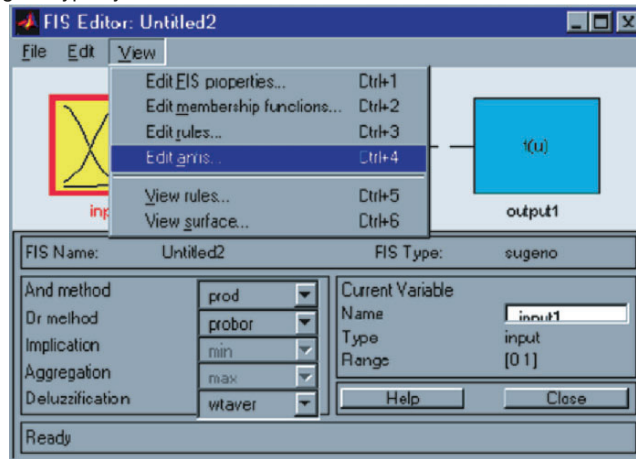 FIS Editor: Untitled2
File Edit View
Edit FIS properties... Ctrl+1
Edit membership functions... Ctrl+2
Edit rules... Ctrl+3
Edit anfis... Ctrl+4
View rules... Ctrl+5
View surface... Ctrl+6
f(u)
inp
output1
FIS Name: Untitled2 FIS Type: sugeno
And method prod
Or method probor
Implication min
Aggregation max
Defuzzification wtaver
Current Variable
Name input1
Type input
Range [0 1]
Help Close
Ready